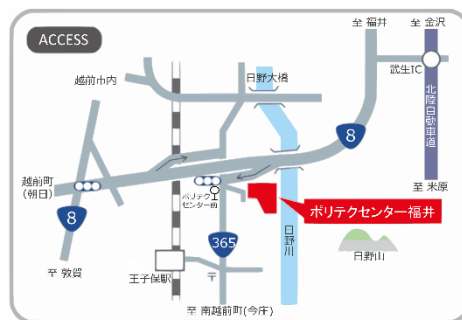 ACCESS
至 福井
至 金沢
越前市内
日野大橋
武生IC
北陸自動車道
8
越前町
(朝日)
ポリテク
センター前
至 米原
8
365
ポリテクセンター福井
日野川
日野山
至 敦賀
王子保駅
〒
至 南越前町(今庄)